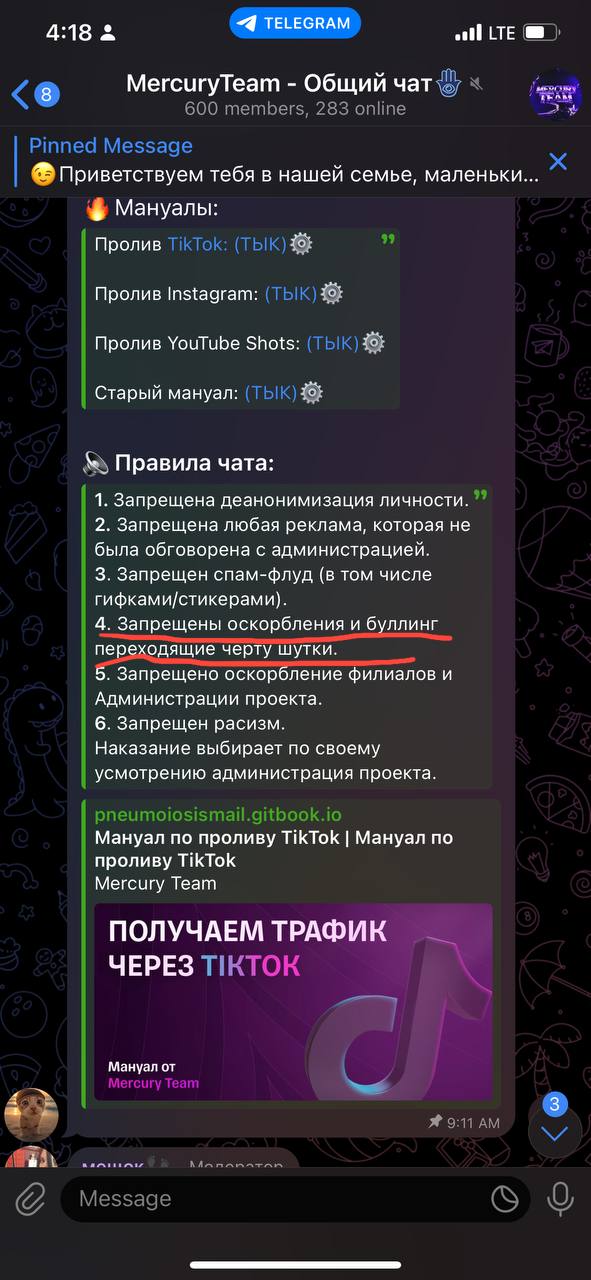 4:18
TELEGRAM
LTE
8
MercuryTeam - Общий чат
600 members, 283 online
MERCURY TEAM
Pinned Message
😉Приветствуем тебя в нашей семье, маленьки...
🔥 Мануалы:
Пролив TikTok: (ТЫК)⚙️
Пролив Instagram: (ТЫК)⚙️
Пролив YouTube Shots: (ТЫК)⚙️
Старый мануал: (ТЫК)⚙️
🔊 Правила чата:
1. Запрещена деанонимизация личности.
2. Запрещена любая реклама, которая не
была обговорена с администрацией.
3. Запрещен спам-флуд (в том числе
гифками/стикерами).
4. Запрещены оскорбления и буллинг
переходящие черту шутки.
5. Запрещено оскорбление филиалов и
Администрации проекта.
6. Запрещен расизм.
Наказание выбирает по своему
усмотрению администрация проекта.
pneumoiosismail.gitbook.io
Мануал по проливу TikTok | Мануал по
проливу TikTok
Mercury Team
ПОЛУЧАЕМ ТРАФИК
ЧЕРЕЗ TIKTOK
Мануал от
Mercury Team
9:11 AM
3
Модератор
Message